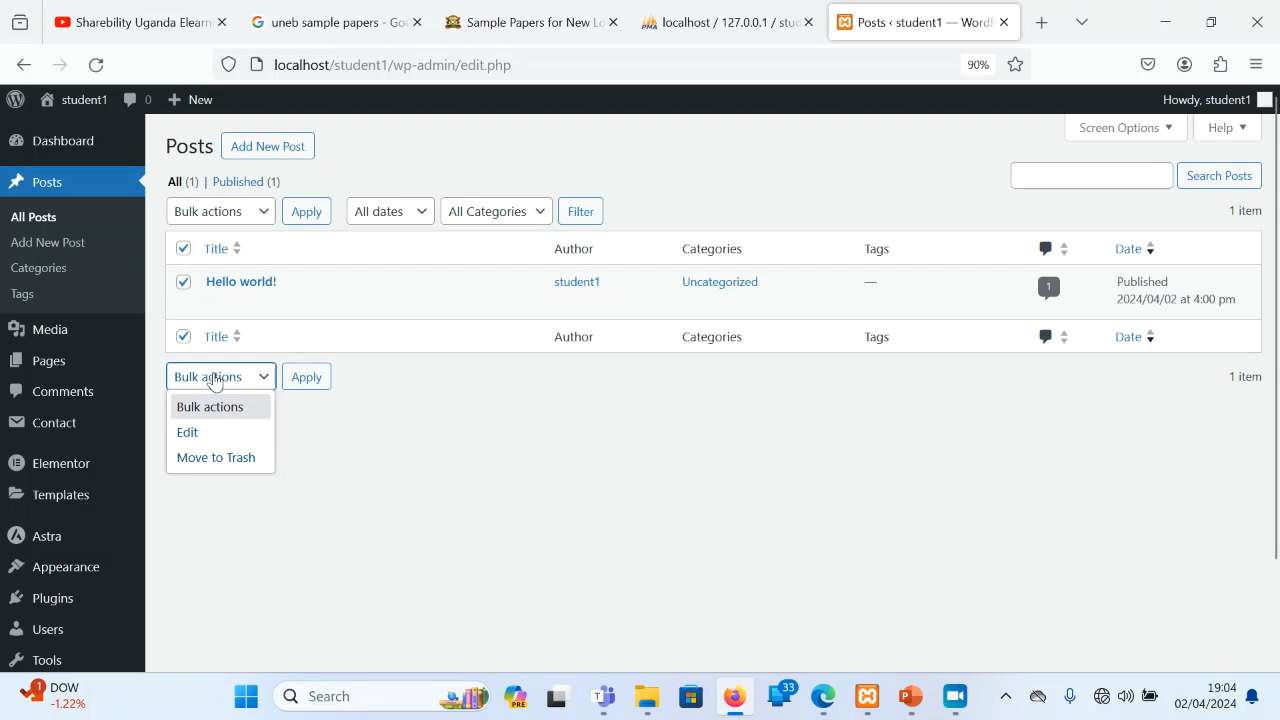 Sharebility Uganda Elearn
uneb sample papers - Goo
Sample Papers for New Lo
localhost / 127.0.0.1 / stud
Posts ‹ student1 — WordP
localhost/student1/wp-admin/edit.php
90%
student1
0
New
Howdy, student1
Dashboard
Posts
All Posts
Add New Post
Categories
Tags
Media
Pages
Comments
Contact
Elementor
Templates
Astra
Appearance
Plugins
Users
Tools
Posts
Add New Post
Screen Options
Help
All (1) | Published (1)
Search Posts
Bulk actions
Apply
All dates
All Categories
Filter
1 item
Title
Author
Categories
Tags
Date
Hello world!
student1
Uncategorized
—
1
Published
2024/04/02 at 4:00 pm
Title
Author
Categories
Tags
Date
Bulk actions
Apply
1 item
Bulk actions
Edit
Move to Trash
1
DOW
-1.22%
Search
PRE
33
19:04
02/04/2024